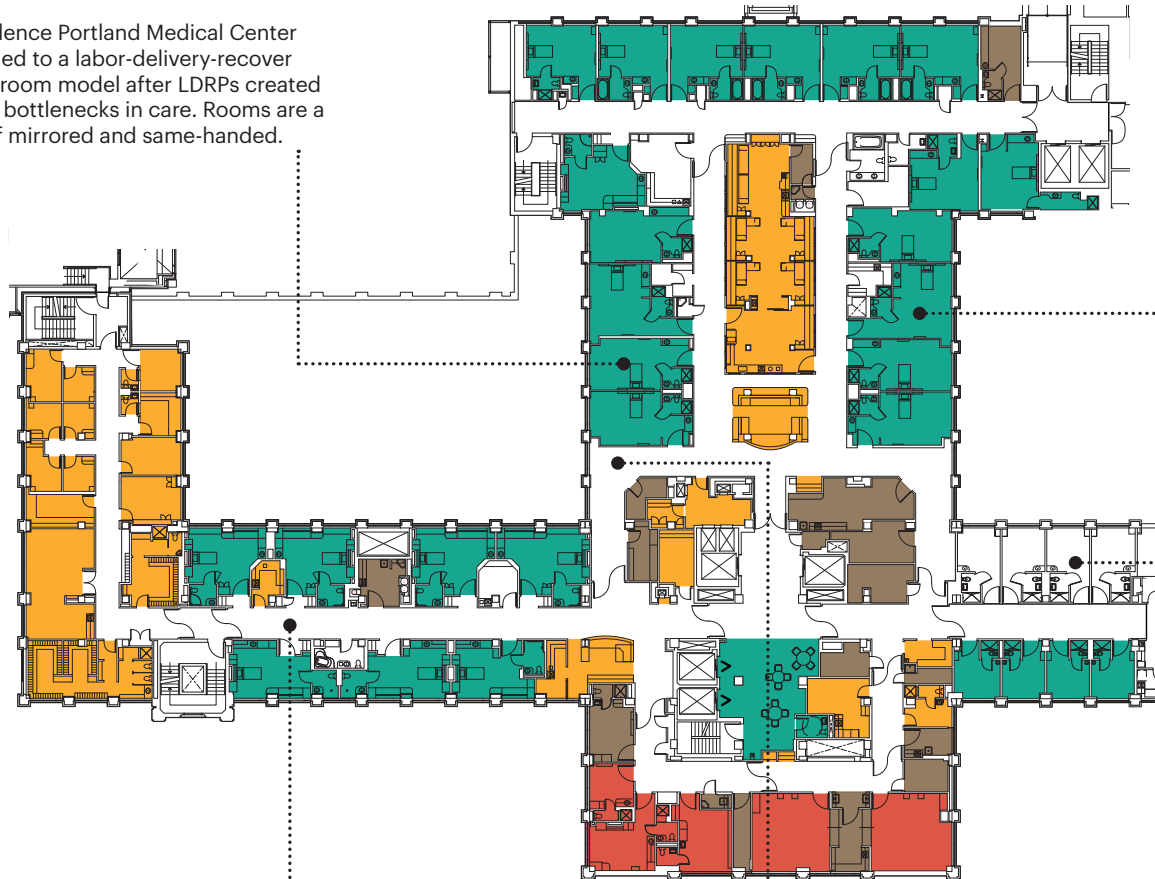 dence Portland Medical Center
ed to a labor-delivery-recover
room model after LDRPs created
bottlenecks in care. Rooms are a
f mirrored and same-handed.